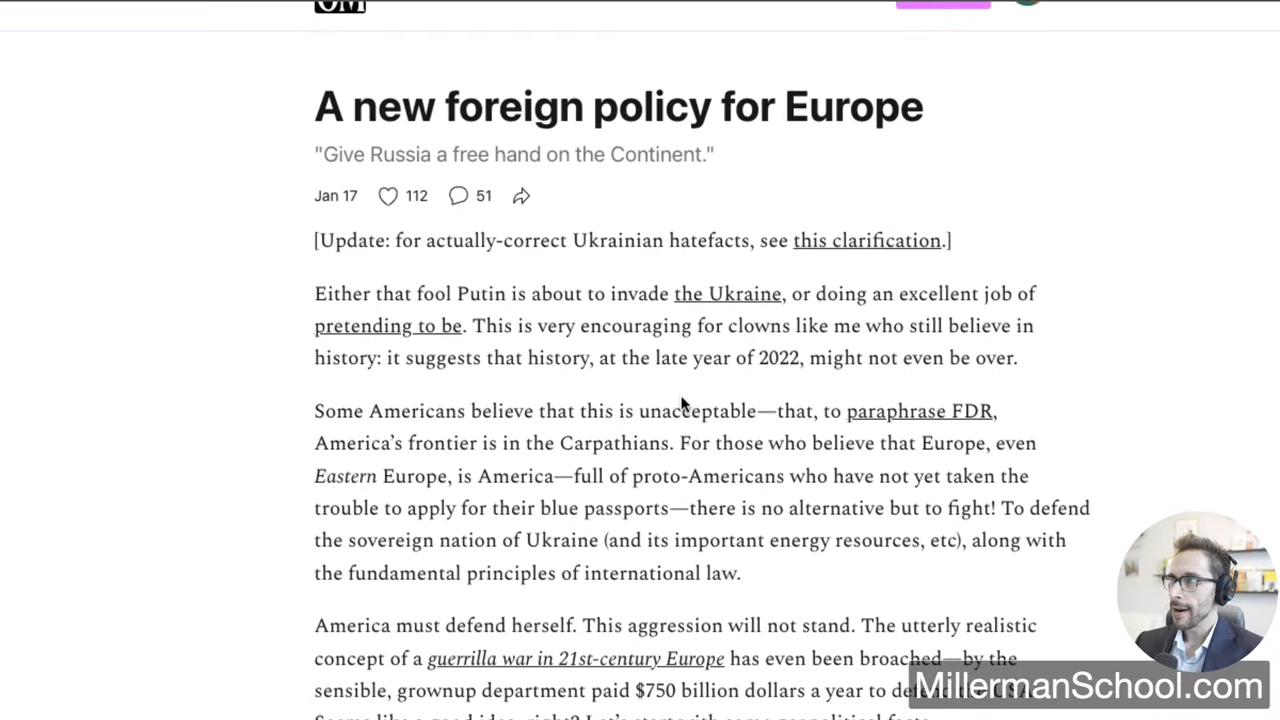 A new foreign policy for Europe
"Give Russia a free hand on the Continent."
Jan 17 112 51
[Update: for actually-correct Ukrainian hatefacts, see this clarification.]
Either that fool Putin is about to invade the Ukraine, or doing an excellent job of
pretending to be. This is very encouraging for clowns like me who still believe in
history: it suggests that history, at the late year of 2022, might not even be over.
Some Americans believe that this is unacceptable—that, to paraphrase FDR,
America’s frontier is in the Carpathians. For those who believe that Europe, even
Eastern Europe, is America—full of proto-Americans who have not yet taken the
trouble to apply for their blue passports—there is no alternative but to fight! To defend
the sovereign nation of Ukraine (and its important energy resources, etc), along with
the fundamental principles of international law.
America must defend herself. This aggression will not stand. The utterly realistic
concept of a guerrilla war in 21st-century Europe has even been broached—by the
sensible, grownup department paid $750 billion dollars a year to defend the USA.
MillermanSchool.com